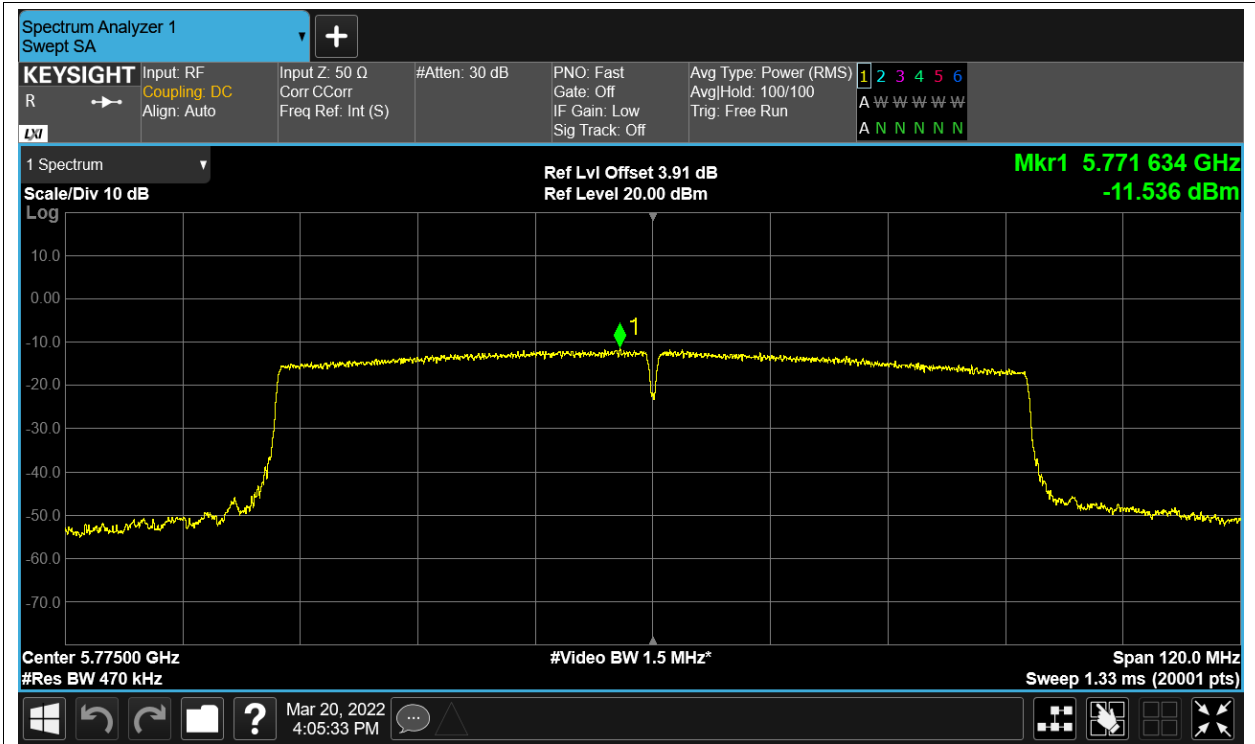 Spectrum Analyzer 1
Swept SA
KEYSIGHT
R
LXI
Input: RF
Coupling: DC
Align: Auto
Input Z: 50 Ω
Corr CCorr
Freq Ref: Int (S)
#Atten: 30 dB
PNO: Fast
Gate: Off
IF Gain: Low
Sig Track: Off
Avg Type: Power (RMS)
Avg|Hold: 100/100
Trig: Free Run
1 2 3 4 5 6
A W W W W W
A N N N N N
1 Spectrum
Scale/Div 10 dB
Log
Ref Lvl Offset 3.91 dB
Ref Level 20.00 dBm
Mkr1 5.771 634 GHz
-11.536 dBm
10.0
0.00
-10.0
-20.0
-30.0
-40.0
-50.0
-60.0
-70.0
1
Center 5.77500 GHz
#Res BW 470 kHz
#Video BW 1.5 MHz*
Span 120.0 MHz
Sweep 1.33 ms (20001 pts)
?
Mar 20, 2022
4:05:33 PM